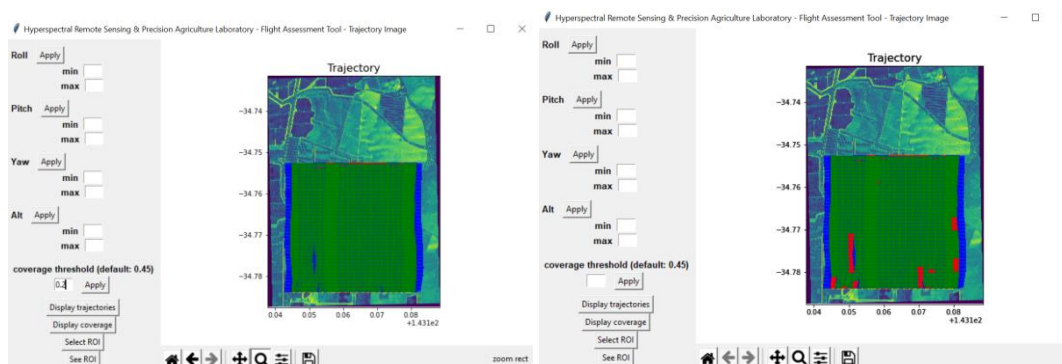 Hyperspectral Remote Sensing & Precision Agriculture Laboratory - Flight Assessment Tool - Trajectory Image
Roll Apply
min
max
Pitch Apply
min
max
Yaw Apply
min
max
Alt Apply
min
max
coverage threshold (default: 0.45)
0.2 Apply
Display trajectories
Display coverage
Select ROI
See ROI
Trajectory
−34.74
−34.75
−34.76
−34.77
−34.78
0.04 0.05 0.06 0.07 0.08
+1.431e2
zoom rect
Hyperspectral Remote Sensing & Precision Agriculture Laboratory - Flight Assessment Tool - Trajectory Image
Roll Apply
min
max
Pitch Apply
min
max
Yaw Apply
min
max
Alt Apply
min
max
coverage threshold (default: 0.45)
Apply
Display trajectories
Display coverage
Select ROI
See ROI
Trajectory
−34.74
−34.75
−34.76
−34.77
−34.78
0.04 0.05 0.06 0.07 0.08
+1.431e2